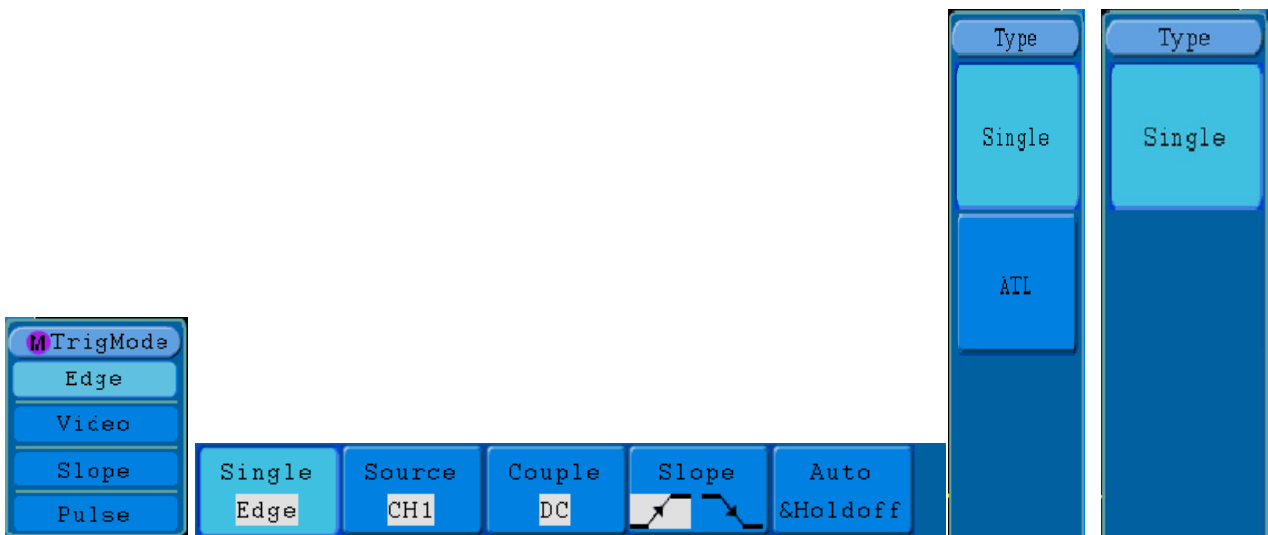 M TrigMode
Edge
Video
Slope
Pulse
Single
Edge
Source
CH1
Couple
DC
Slope
Auto
&Holdoff
Type
Single
ATL
Type
Single